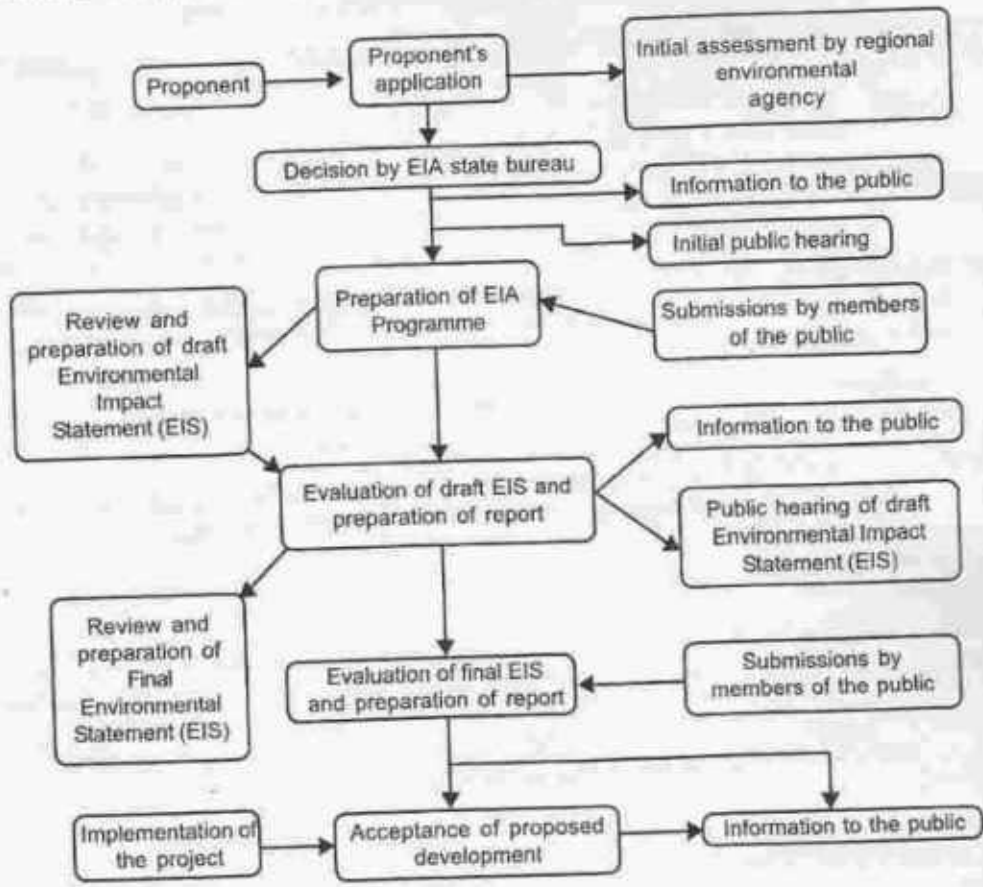 Proponent
Proponent's
application
Initial assessment by regional
environmental
agency
Decision by EIA state bureau
Information to the public
Initial public hearing
Preparation of EIA
Programme
Submissions by members
of the public
Review and
preparation of draft
Environmental
Impact
Statement (EIS)
Information to the public
Evaluation of draft EIS and
preparation of report
Public hearing of draft
Environmental Impact
Statement (EIS)
Review and
preparation of
Final
Environmental
Statement (EIS)
Evaluation of final EIS
and preparation of report
Submissions by
members of the public
Implementation of
the project
Acceptance of proposed
development
Information to the public